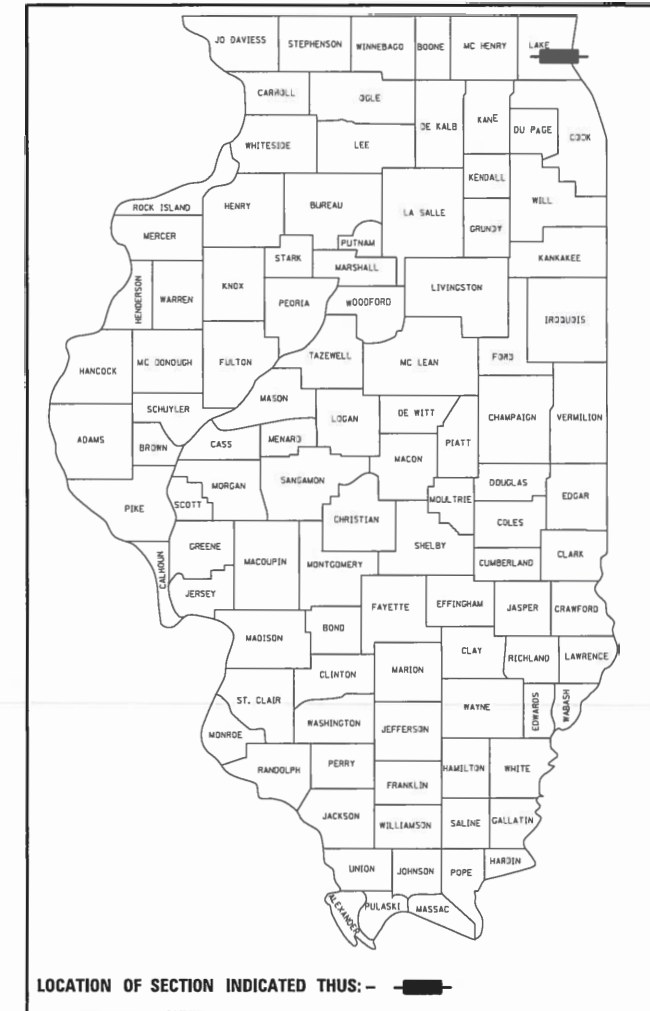 JO DAVIESS STEPHENSON WINNEBAGO BOONE MC HENRY LAKE
CARROLL OGLE
DE KALB KANE DU PAGE COOK
WHITESIDE LEE
KENDALL
ROCK ISLAND HENRY BUREAU LA SALLE WILL
MERCER PUTNAM GRUNDY
STARK MARSHALL KANKAKEE
HENDERSON WARREN KNOX PEORIA WOODFORD LIVINGSTON IROQUOIS
HANCOCK MC DONOUGH FULTON TAZEWELL MC LEAN FORD
MASON
SCHUYLER LOGAN DE WITT CHAMPAIGN VERMILION
ADAMS BROWN CASS MENARD PIATT
MACON
MORGAN SANGAMON DOUGLAS
PIKE SCOTT MOULTRIE EDGAR
CHRISTIAN COLES
GREENE SHELBY
CALHOUN MACOUPIN MONTGOMERY CUMBERLAND CLARK
JERSEY
FAYETTE EFFINGHAM JASPER CRAWFORD
MADISON BOND
CLAY RICHLAND LAWRENCE
CLINTON MARION
ST. CLAIR WAYNE EDWARDS WABASH
WASHINGTON JEFFERSON
MONROE
RANDOLPH PERRY HAMILTON WHITE
FRANKLIN
JACKSON WILLIAMSON SALINE GALLATIN
HARDIN
UNION JOHNSON POPE
ALEXANDER PULASKI MASSAC
LOCATION OF SECTION INDICATED THUS: –